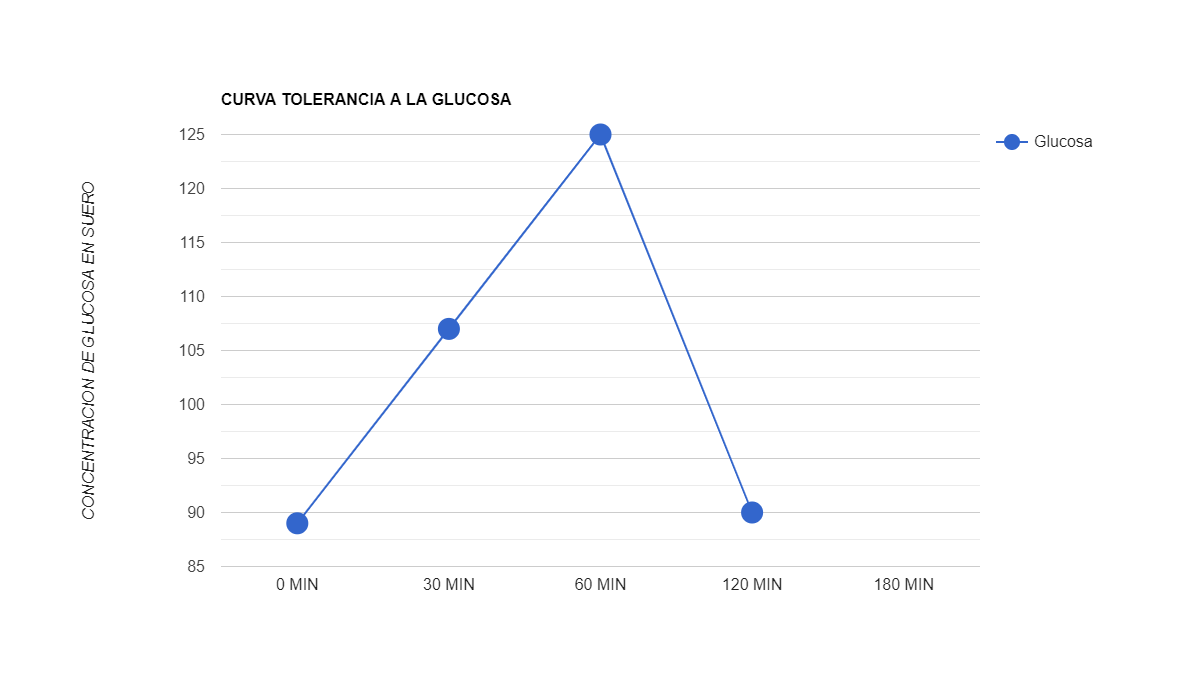 CURVA TOLERANCIA A LA GLUCOSA
Glucosa
CONCENTRACION DE GLUCOSA EN SUERO
125
120
115
110
105
100
95
90
85
0 MIN
30 MIN
60 MIN
120 MIN
180 MIN